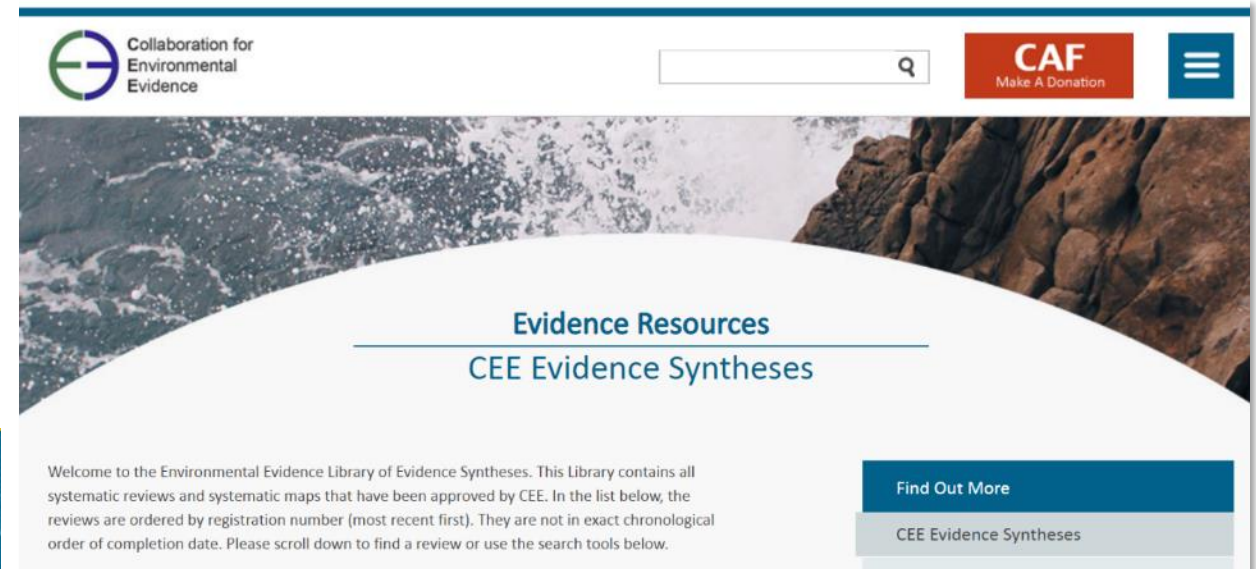 Collaboration for
Environmental
Evidence
CAF
Make A Donation
Evidence Resources
CEE Evidence Syntheses
Welcome to the Environmental Evidence Library of Evidence Syntheses. This Library contains all
systematic reviews and systematic maps that have been approved by CEE. In the list below, the
reviews are ordered by registration number (most recent first). They are not in exact chronological
order of completion date. Please scroll down to find a review or use the search tools below.
Find Out More
CEE Evidence Syntheses